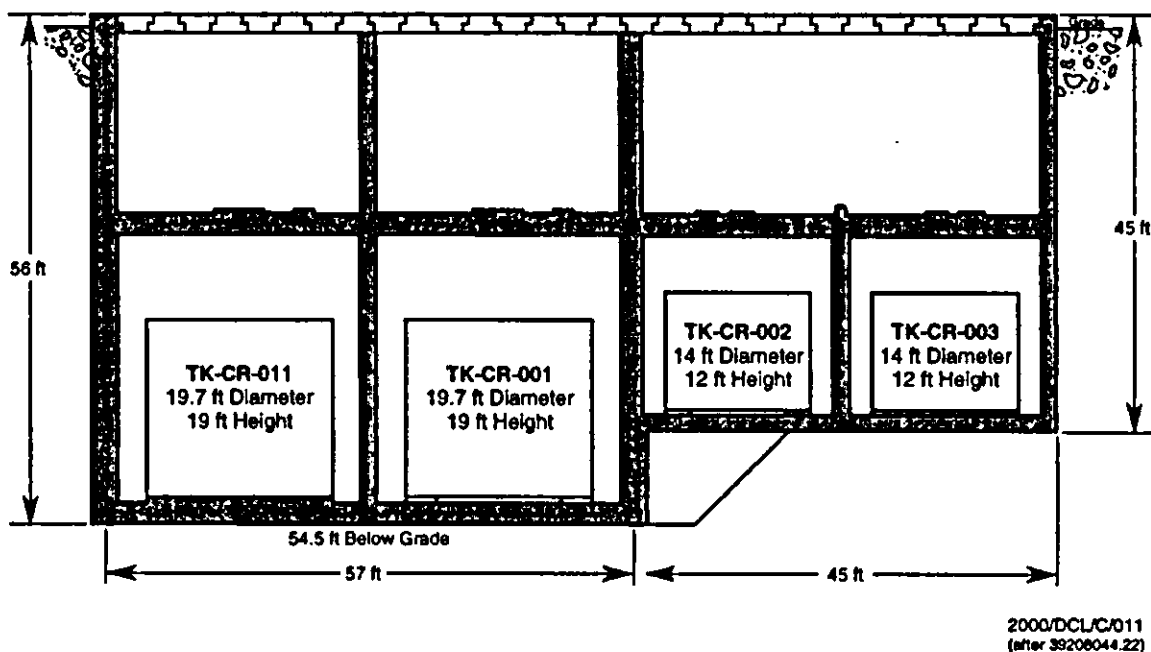 Grade
56 ft
45 ft
TK-CR-011
19.7 ft Diameter
19 ft Height
TK-CR-001
19.7 ft Diameter
19 ft Height
TK-CR-002
14 ft Diameter
12 ft Height
TK-CR-003
14 ft Diameter
12 ft Height
54.5 ft Below Grade
57 ft
45 ft
2000/DCL/C/011
(after 39208044.22)